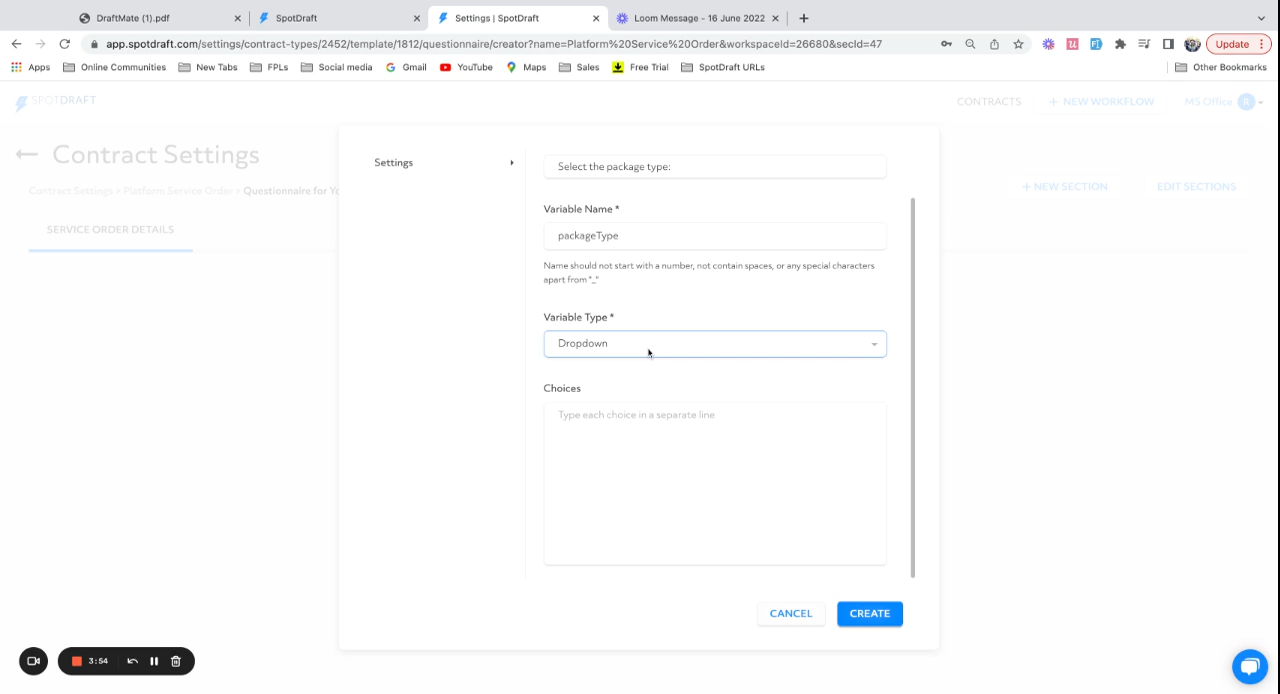 DraftMate (1).pdf
SpotDraft
Settings | SpotDraft
Loom Message - 16 June 2022
app.spotdraft.com/settings/contract-types/2452/template/1812/questionnaire/creator?name=Platform%20Service%20Order&workspaceId=26680&secId=47
Update
Apps
Online Communities
New Tabs
FPLs
Social media
Gmail
YouTube
Maps
Sales
Free Trial
SpotDraft URLs
Other Bookmarks
SPOTDRAFT
CONTRACTS
+ NEW WORKFLOW
MS Office
R
Contract Settings
Contract Settings > Platform Service Order > Questionnaire for Yo
+ NEW SECTION
EDIT SECTIONS
SERVICE ORDER DETAILS
Settings
Select the package type:
Variable Name *
packageType
Name should not start with a number, not contain spaces, or any special characters
apart from "_"
Variable Type *
Dropdown
Choices
Type each choice in a separate line
CANCEL
CREATE
3:54